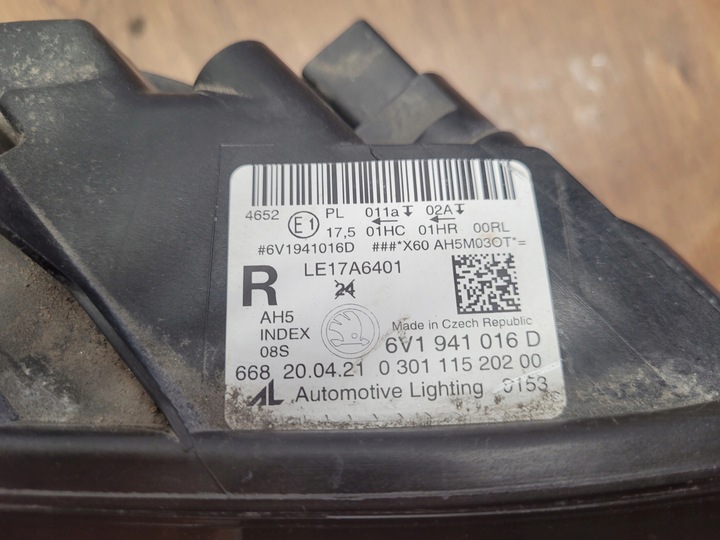 4652 E1 PL 011a 02A
17,5 01HC 01HR 00RL
#6V1941016D ###*X60 AH5M03OT*=
R LE17A6401
24
AH5
INDEX
08S
Made in Czech Republic
6V1 941 016 D
668 20.04.21 0 301 115 202 00
AL Automotive Lighting 9153